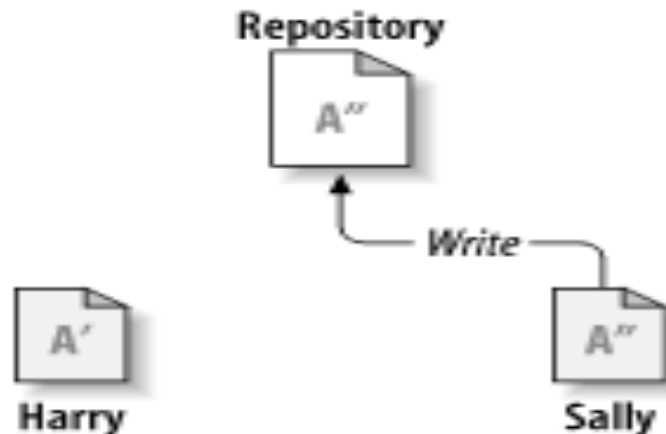 Repository
A″
Write
A′
A″
Harry
Sally